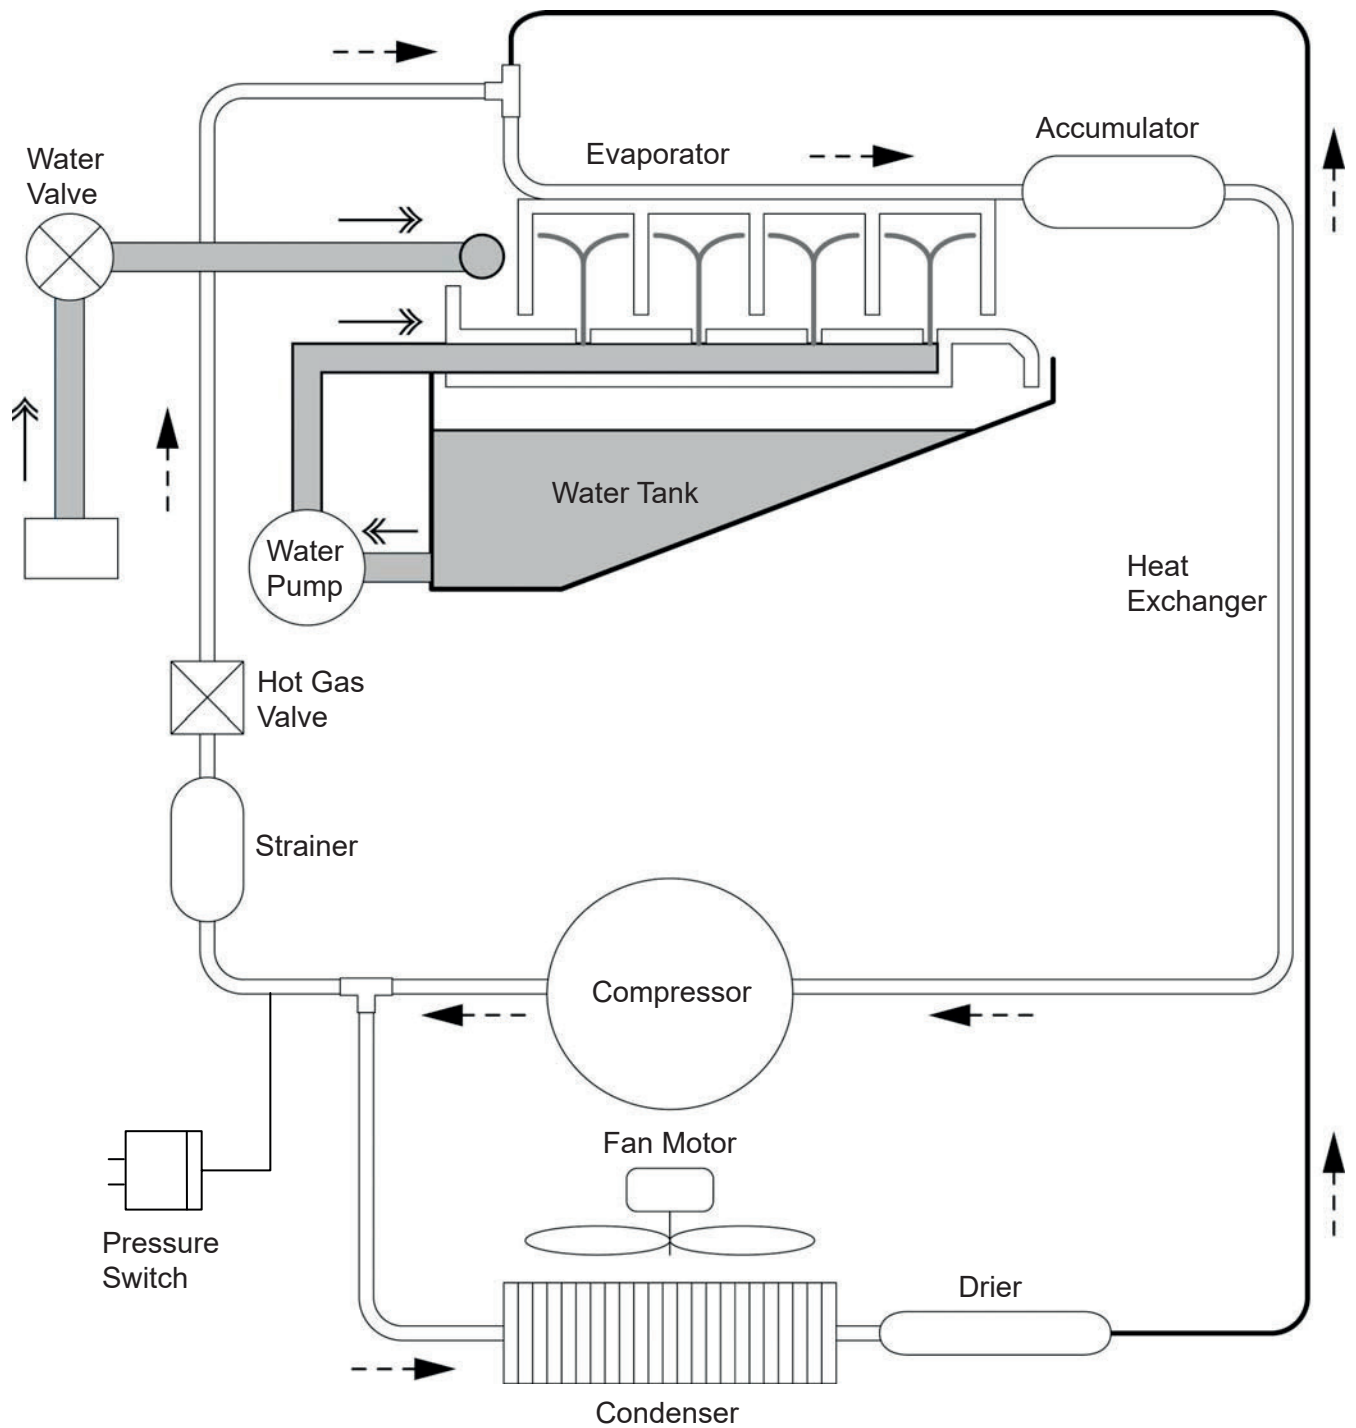 Accumulator
Evaporator
Water
Valve
Water Tank
Water
Pump
Heat
Exchanger
Hot Gas
Valve
Strainer
Compressor
Fan Motor
Pressure
Switch
Drier
Condenser